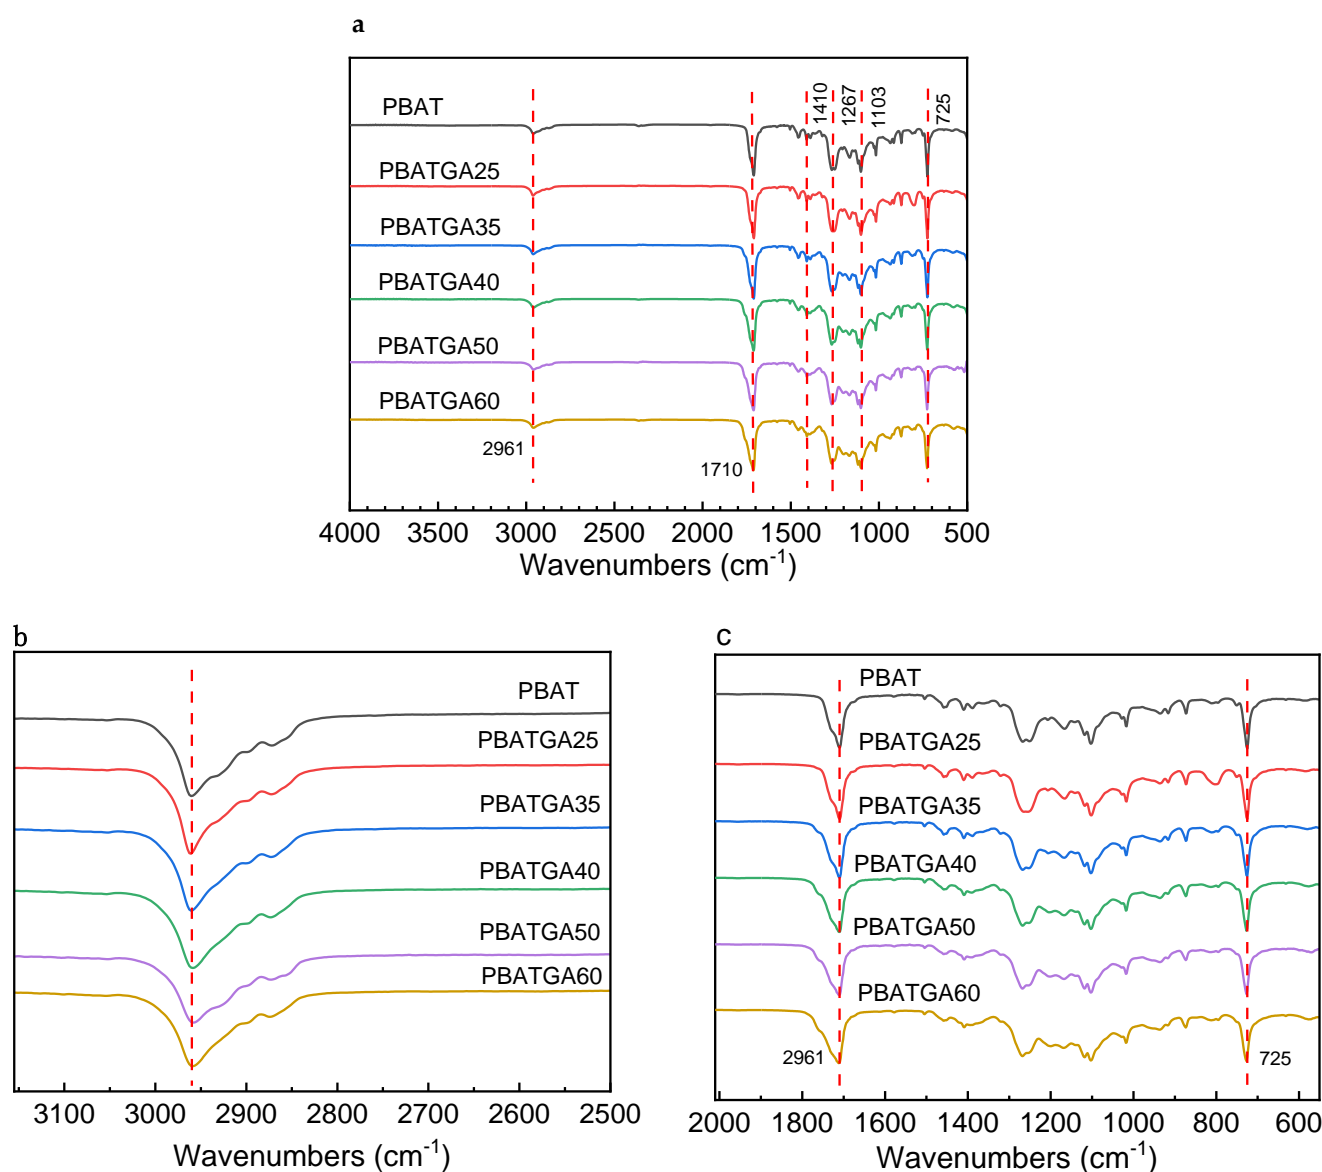 a
1410
1267
1103
725
PBAT
PBATGA25
PBATGA35
PBATGA40
PBATGA50
PBATGA60
2961
1710
4000 3500 3000 2500 2000 1500 1000 500
Wavenumbers (cm-1)
b
PBAT
PBATGA25
PBATGA35
PBATGA40
PBATGA50
PBATGA60
3100 3000 2900 2800 2700 2600 2500
Wavenumbers (cm-1)
c
PBAT
PBATGA25
PBATGA35
PBATGA40
PBATGA50
PBATGA60
2961
725
2000 1800 1600 1400 1200 1000 800 600
Wavenumbers (cm-1)